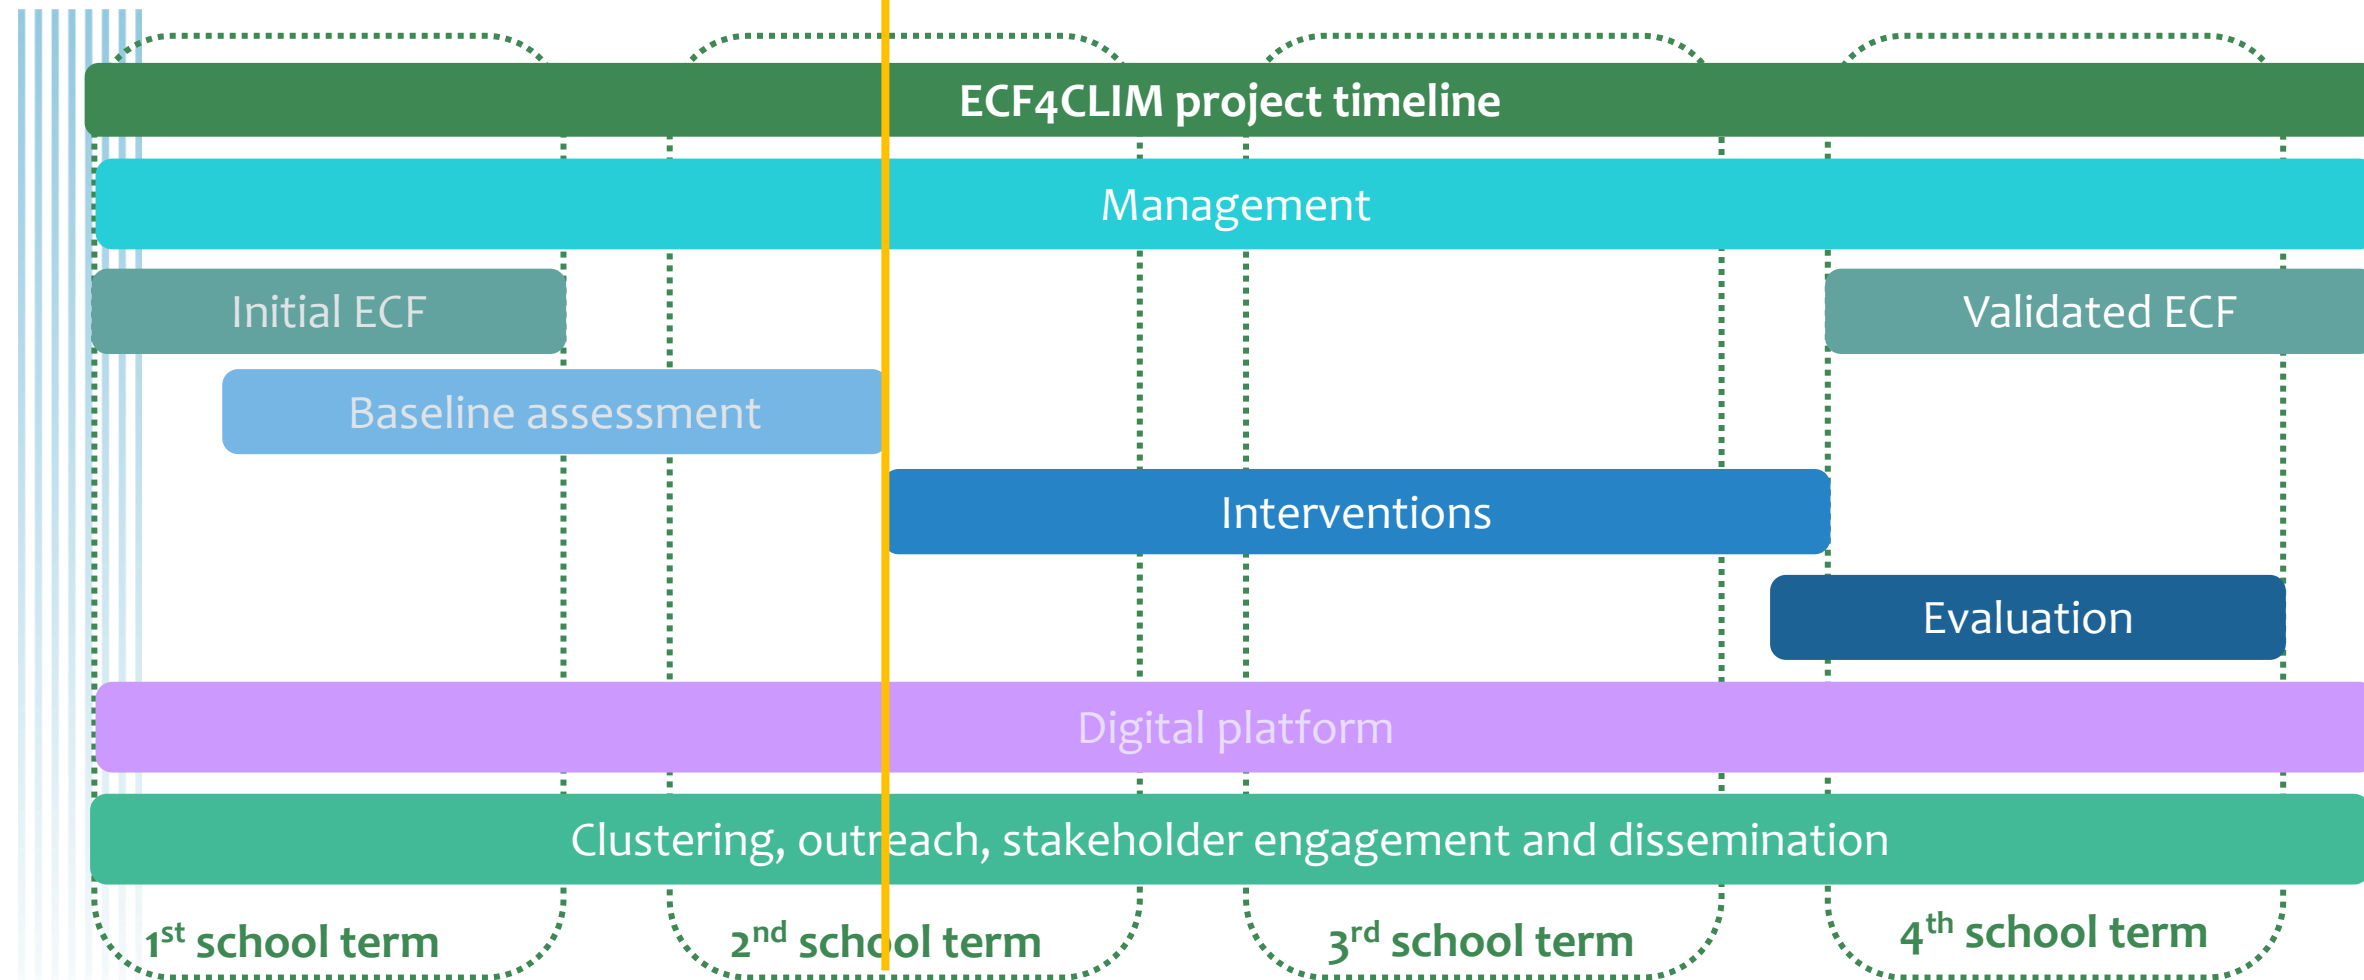 ECF4CLIM project timeline
Management
Initial ECF
Validated ECF
Baseline assessment
Interventions
Evaluation
Digital platform
Clustering, outreach, stakeholder engagement and dissemination
1st school term
2nd school term
3rd school term
4th school term